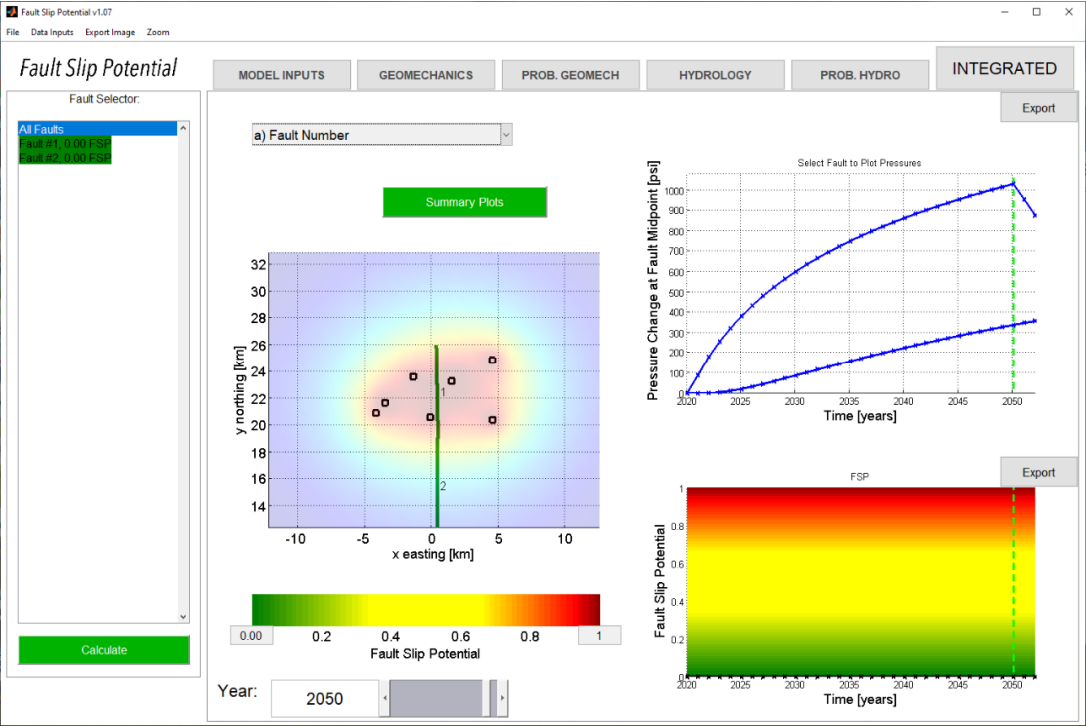 Fault Slip Potential v1.07
File Data Inputs Export Image Zoom
Fault Slip Potential
MODEL INPUTS GEOMECHANICS PROB. GEOMECH HYDROLOGY PROB. HYDRO INTEGRATED
Fault Selector:
All Faults
Fault #1, 0.00 FSP
Fault #2, 0.00 FSP
Calculate
a) Fault Number
Summary Plots
32
30
28
26
24
22
20
18
16
14
y northing [km]
1
2
-10 -5 0 5 10
x easting [km]
0.00 0.2 0.4 0.6 0.8 1
Fault Slip Potential
Year: 2050
Export
Select Fault to Plot Pressures
Pressure Change at Fault Midpoint [psi]
1000
900
800
700
600
500
400
300
200
100
0
2020 2025 2030 2035 2040 2045 2050
Time [years]
Export
FSP
Fault Slip Potential
1
0.8
0.6
0.4
0.2
0
2020 2025 2030 2035 2040 2045 2050
Time [years]